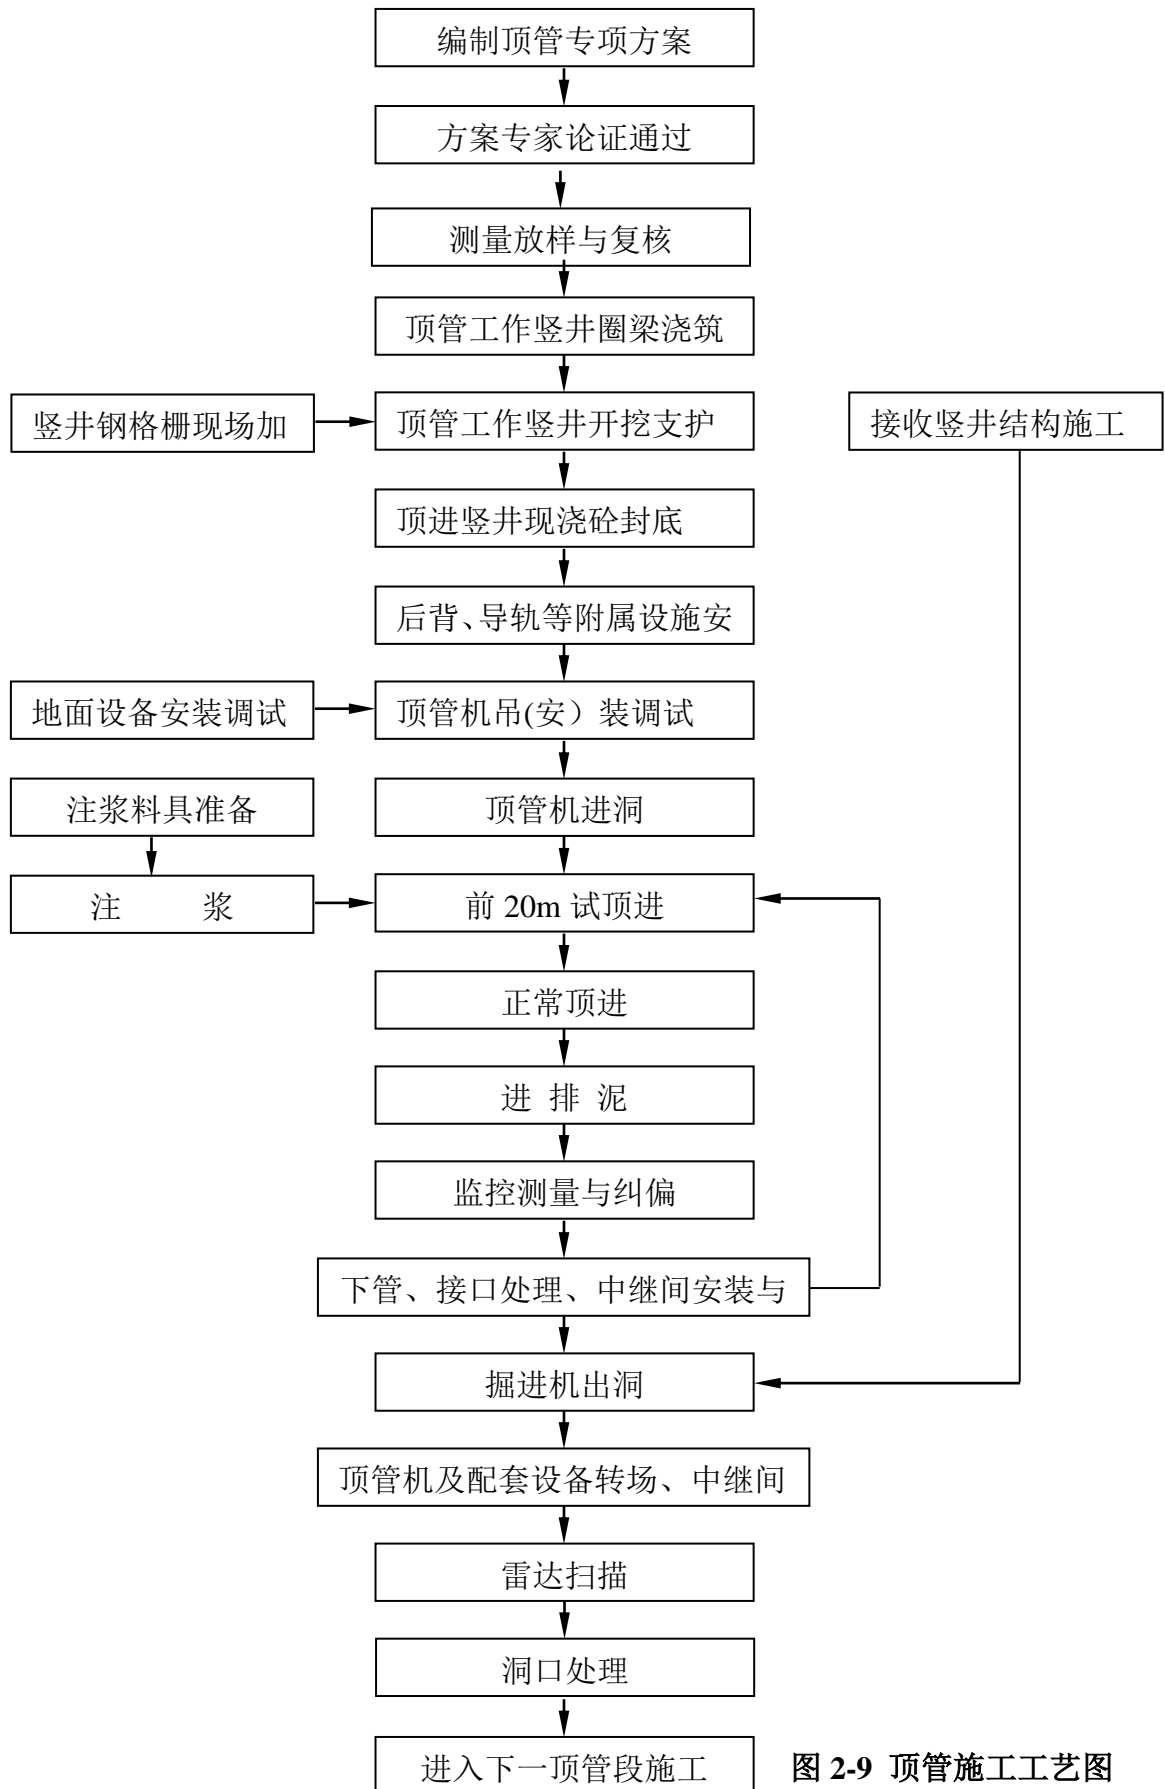 编制顶管专项方案
方案专家论证通过
测量放样与复核
顶管工作竖井圈梁浇筑
竖井钢格栅现场加
顶管工作竖井开挖支护
接收竖井结构施工
顶进竖井现浇砼封底
后背、导轨等附属设施安
地面设备安装调试
顶管机吊(安）装调试
注浆料具准备
顶管机进洞
注 浆
前 20m 试顶进
正常顶进
进 排 泥
监控测量与纠偏
下管、接口处理、中继间安装与
掘进机出洞
顶管机及配套设备转场、中继间
雷达扫描
洞口处理
进入下一顶管段施工
图 2-9 顶管施工工艺图